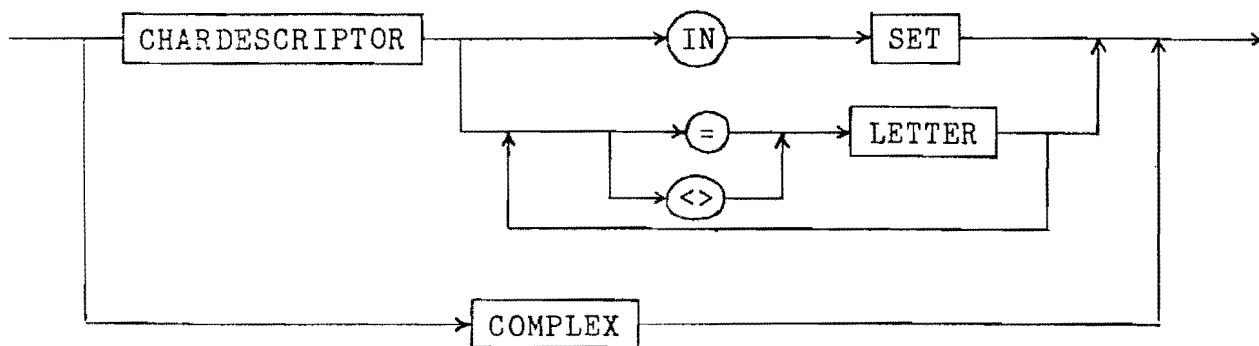 CHARDESCRIPTOR IN SET
= LETTER
<>
COMPLEX